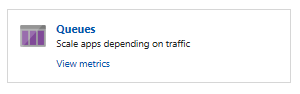 Queues
Scale apps depending on traffic
View metrics